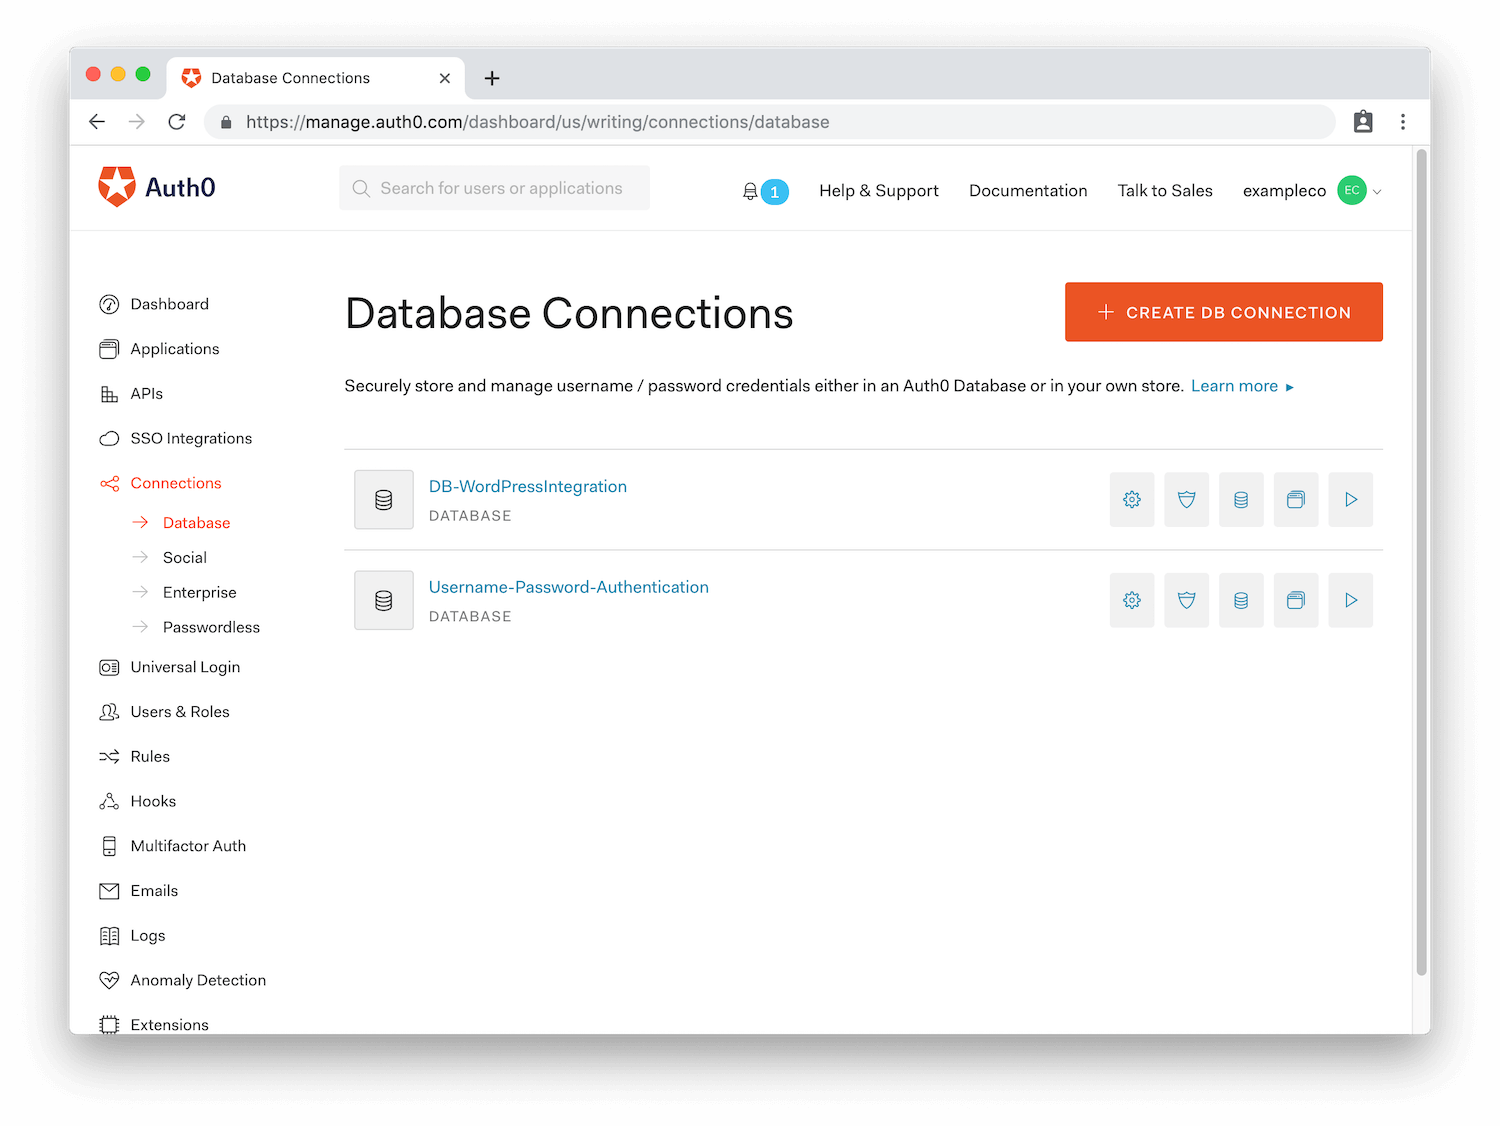 Database Connections
https://manage.auth0.com/dashboard/us/writing/connections/database
Auth0
Search for users or applications
1
Help & Support
Documentation
Talk to Sales
exampleco
EC
Dashboard
Applications
APIs
SSO Integrations
Connections
Database
Social
Enterprise
Passwordless
Universal Login
Users & Roles
Rules
Hooks
Multifactor Auth
Emails
Logs
Anomaly Detection
Extensions
Database Connections
CREATE DB CONNECTION
Securely store and manage username / password credentials either in an Auth0 Database or in your own store. Learn more
DB-WordPressIntegration
DATABASE
Username-Password-Authentication
DATABASE